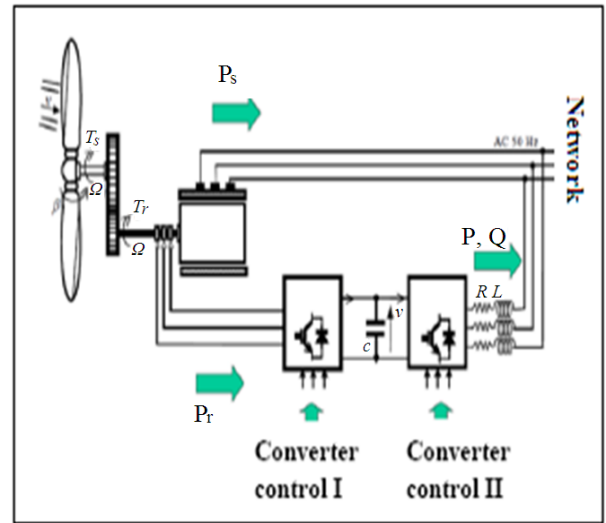 Ps
AC 50 Hz
Network
Ts
Ω
β
Tr
Ω
P, Q
R L
v
c
Pr
Converter
control I
Converter
control II